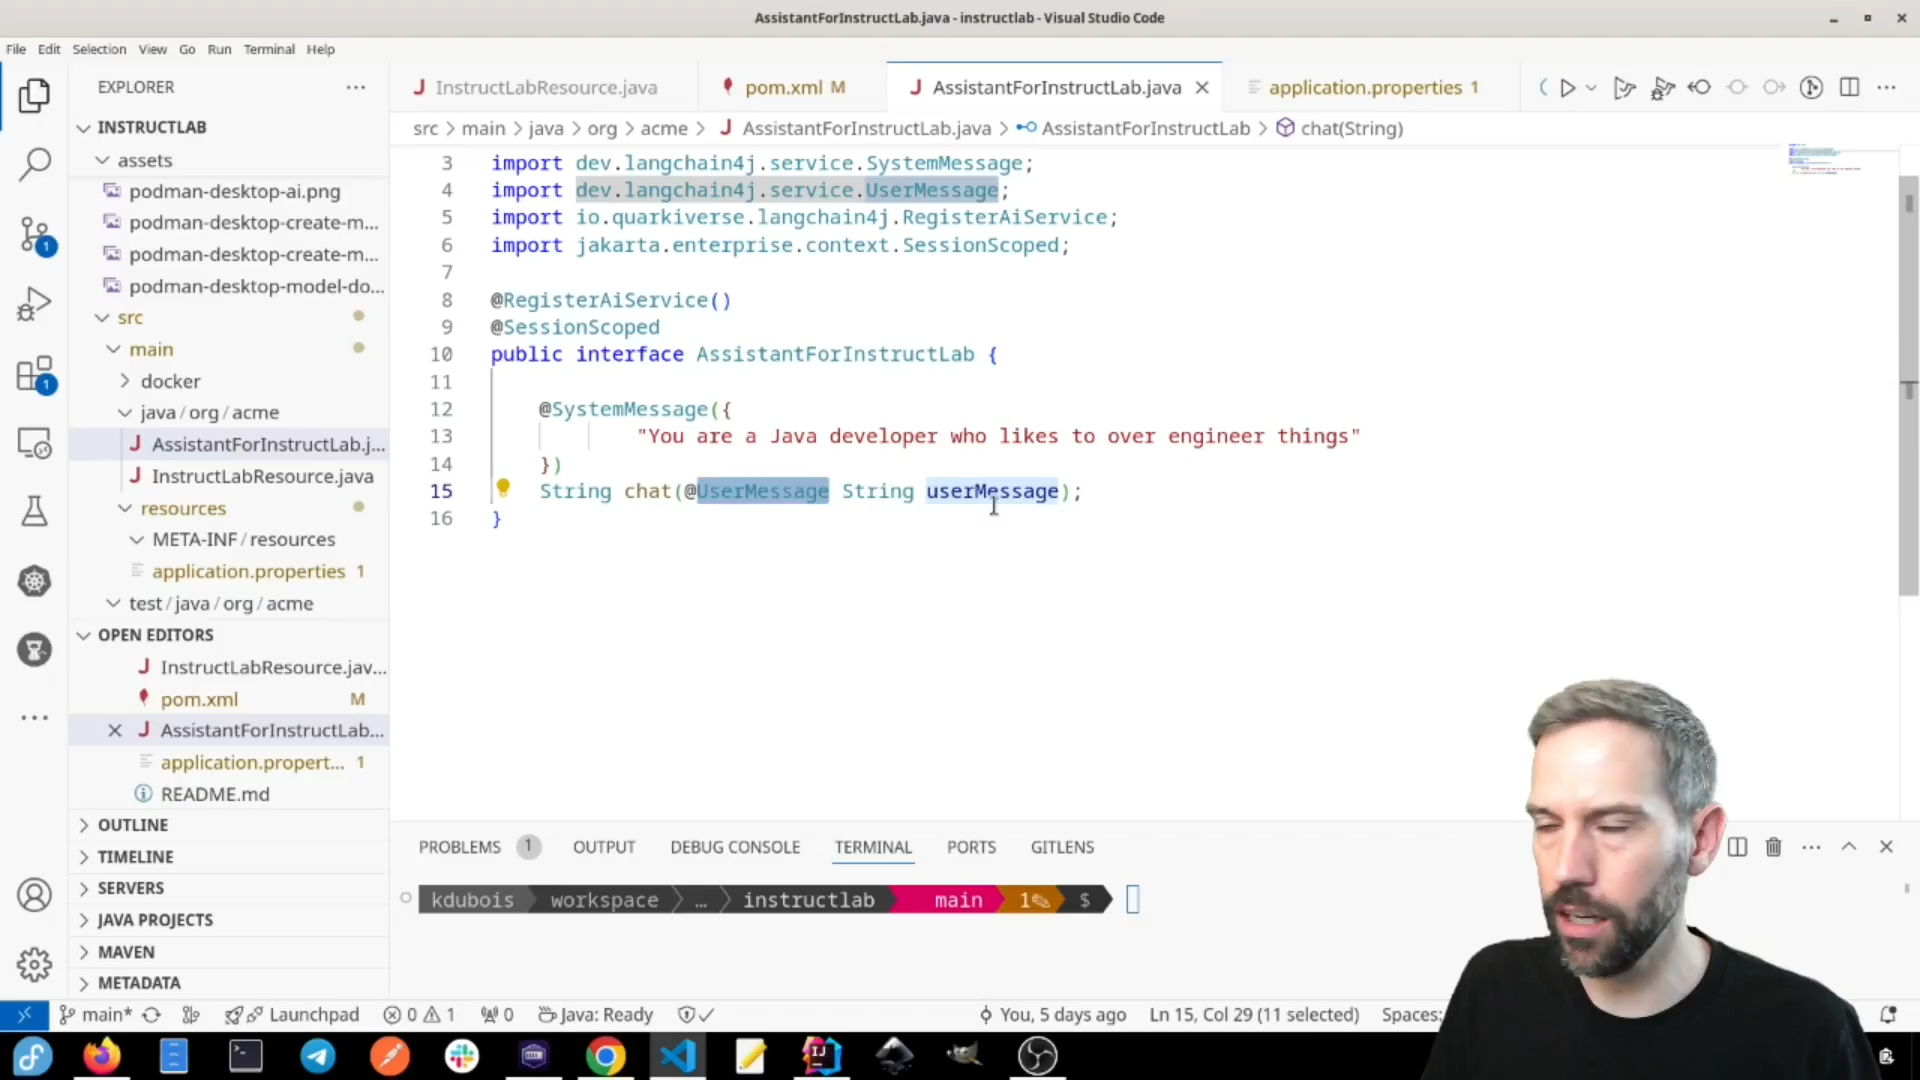 AssistantForInstructLab.java - instructlab - Visual Studio Code
File Edit Selection View Go Run Terminal Help
EXPLORER
INSTRUCTLAB
assets
podman-desktop-ai.png
podman-desktop-create-m...
podman-desktop-create-m...
podman-desktop-model-do...
src
main
docker
java / org / acme
AssistantForInstructLab.j...
InstructLabResource.java
resources
META-INF / resources
application.properties 1
test / java / org / acme
OPEN EDITORS
InstructLabResource.jav...
pom.xml M
AssistantForInstructLab...
application.propert... 1
README.md
OUTLINE
TIMELINE
SERVERS
JAVA PROJECTS
MAVEN
METADATA
1
1
InstructLabResource.java pom.xml M AssistantForInstructLab.java application.properties 1
src > main > java > org > acme > AssistantForInstructLab.java > AssistantForInstructLab > chat(String)
3 import dev.langchain4j.service.SystemMessage;
4 import dev.langchain4j.service.UserMessage;
5 import io.quarkiverse.langchain4j.RegisterAiService;
6 import jakarta.enterprise.context.SessionScoped;
7
8 @RegisterAiService()
9 @SessionScoped
10 public interface AssistantForInstructLab {
11
12 @SystemMessage({
13 "You are a Java developer who likes to over engineer things"
14 })
15 String chat(@UserMessage String userMessage);
16 }
PROBLEMS 1 OUTPUT DEBUG CONSOLE TERMINAL PORTS GITLENS
kdubois workspace … instructlab main 1 $
main* Launchpad 0 1 0 Java: Ready You, 5 days ago Ln 15, Col 29 (11 selected) Spaces:
IJ